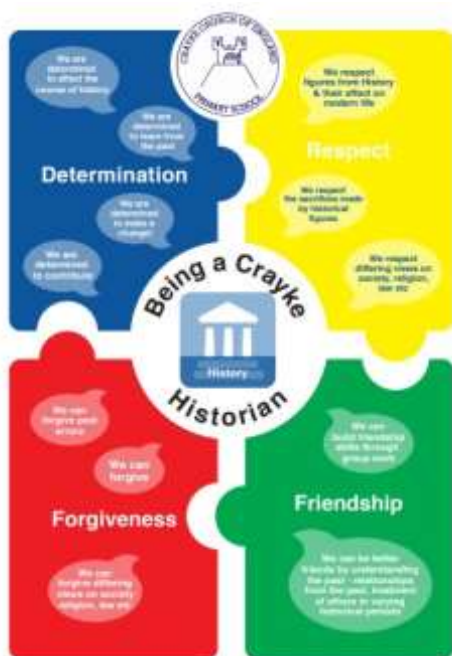 CRAYKE CHURCH OF ENGLAND
PRIMARY SCHOOL
We are
determined
to affect the
course of history
We are
determined
to learn from
the past
Determination
We are
determined
to make a
change!
We are
determined
to contribute
We respect
figures from History
& their affect on
modern life
Respect
We respect
the sacrifices made
by historical
figures
We respect
differing views on
society, religion,
law etc
Being a Crayke
History
Historian
We can
forgive past
errors
We can
forgive
Forgiveness
We can
forgive differing
views on society
religion, law etc
We can
build friendship
skills through
group work
Friendship
We can be better
friends by understanding
the past - relationships
from the past, treatment
of others in varying
historical periods